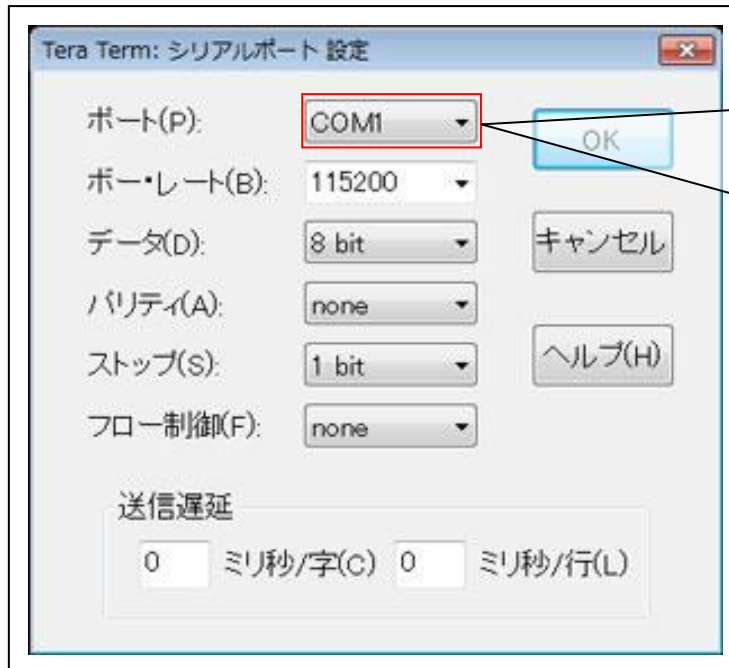 Tera Term: シリアルポート 設定
ポート(P): COM1
OK
ボー・レート(B): 115200
データ(D): 8 bit
キャンセル
パリティ(A): none
ストップ(S): 1 bit
ヘルプ(H)
フロー制御(F): none
送信遅延
0 ミリ秒/字(C) 0 ミリ秒/行(L)